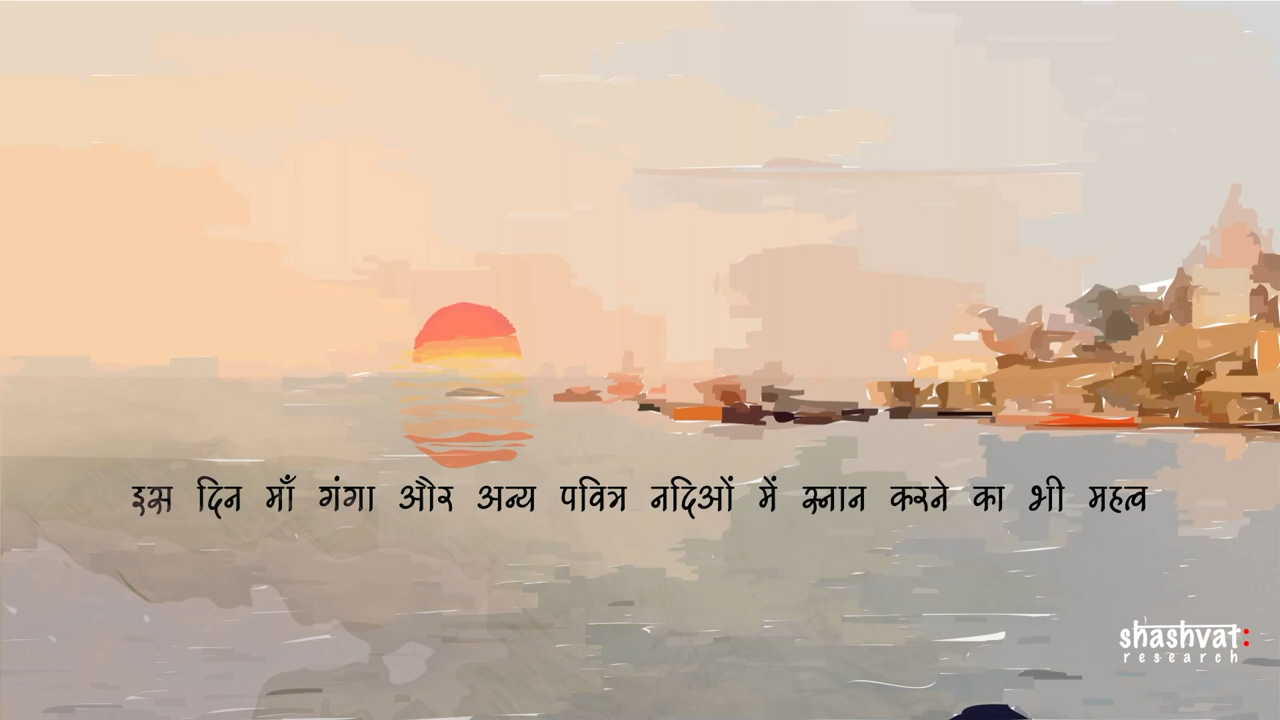 इस दिन माँ गंगा और अन्य पवित्र नदिओं में स्नान करने का भी महत्व
shashvat:
research